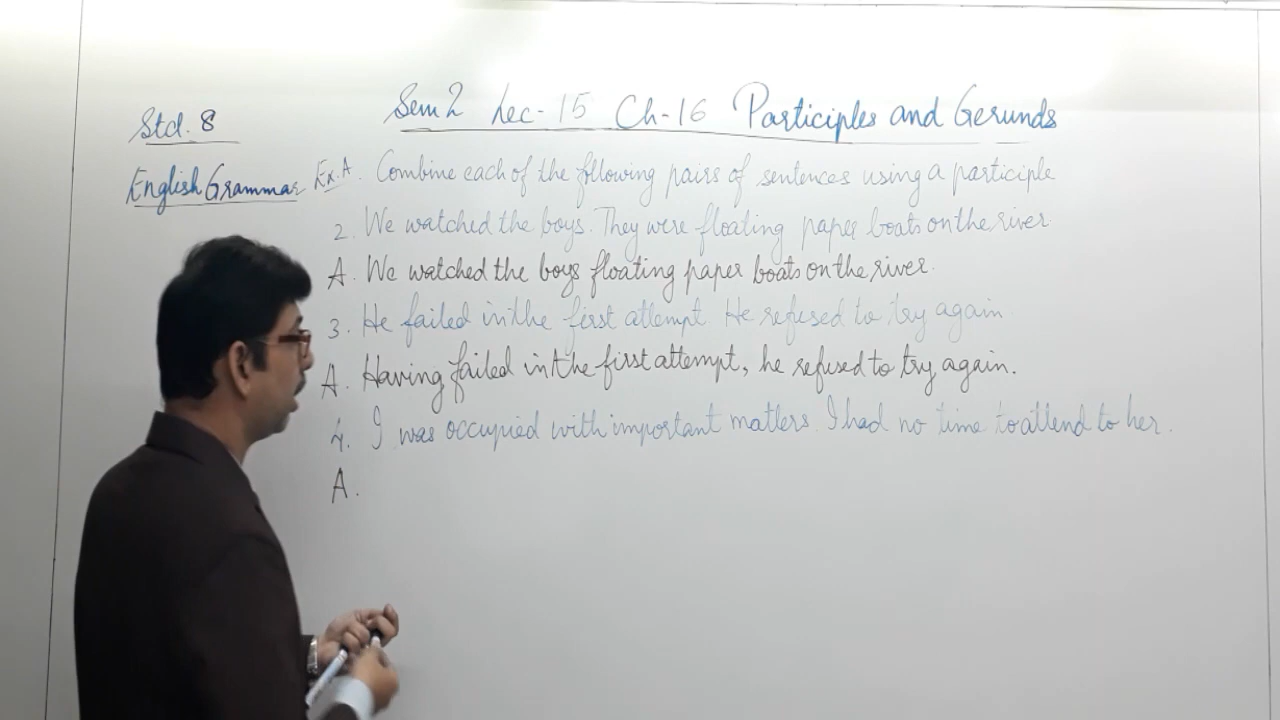 Sem 2 Lec-15 Ch-16 Participles and Gerunds
Std. 8
English Grammar
Ex. A. Combine each of the following pairs of sentences using a participle
2. We watched the boys. They were floating paper boats on the river
A. We watched the boys floating paper boats on the river.
3. He failed in the first attempt. He refused to try again.
A. Having failed in the first attempt, he refused to try again.
4. I was occupied with important matters. I had no time to attend to her.
A.